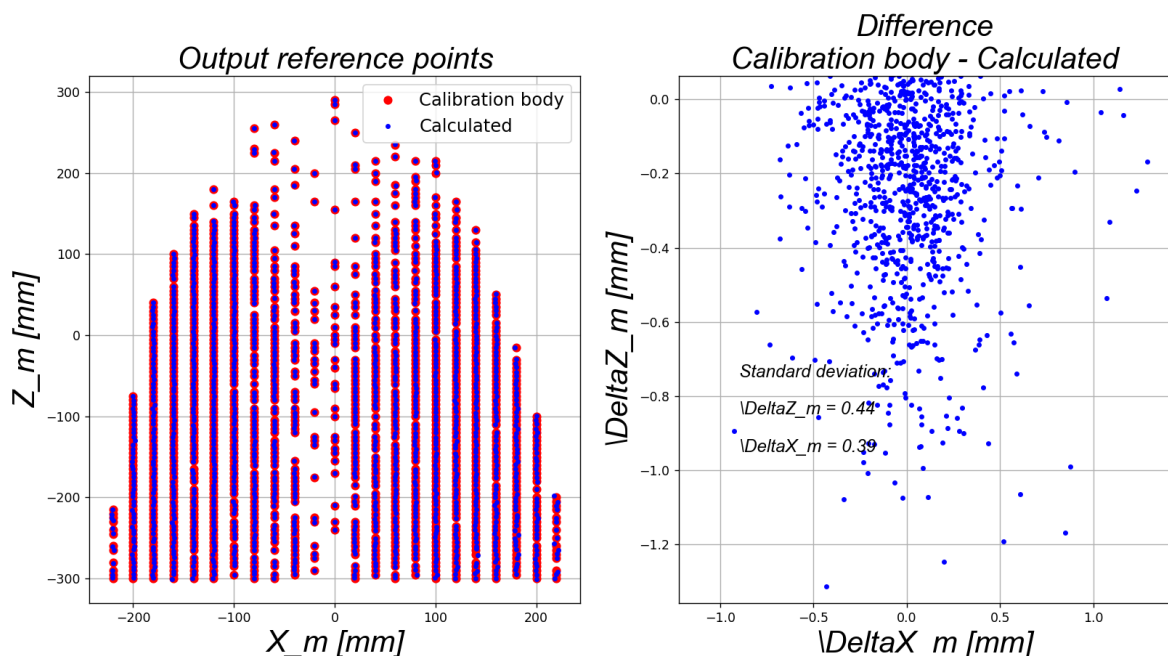 Output reference points
Calibration body
Calculated
Z_m [mm]
300
200
100
0
−100
−200
−300
−200
−100
0
100
200
X_m [mm]
Difference
Calibration body - Calculated
\DeltaZ_m [mm]
0.0
−0.2
−0.4
−0.6
−0.8
−1.0
−1.2
Standard deviation:
\DeltaZ_m = 0.44
\DeltaX_m = 0.39
−1.0
−0.5
0.0
0.5
1.0
\DeltaX_m [mm]